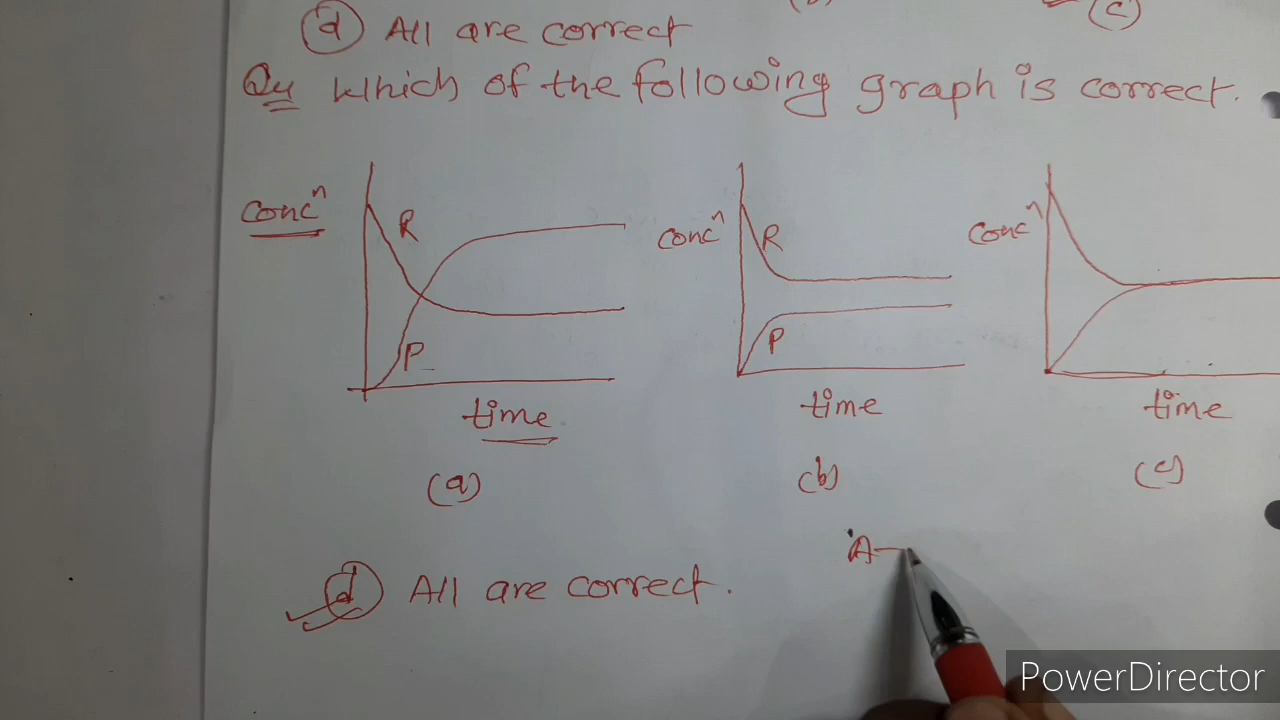 (c)
(d) All are correct
Qu Which of the following graph is correct.
concⁿ R P time
concⁿ R P time
concⁿ time
(a) (b) (c)
A
(d) All are correct.
PowerDirector